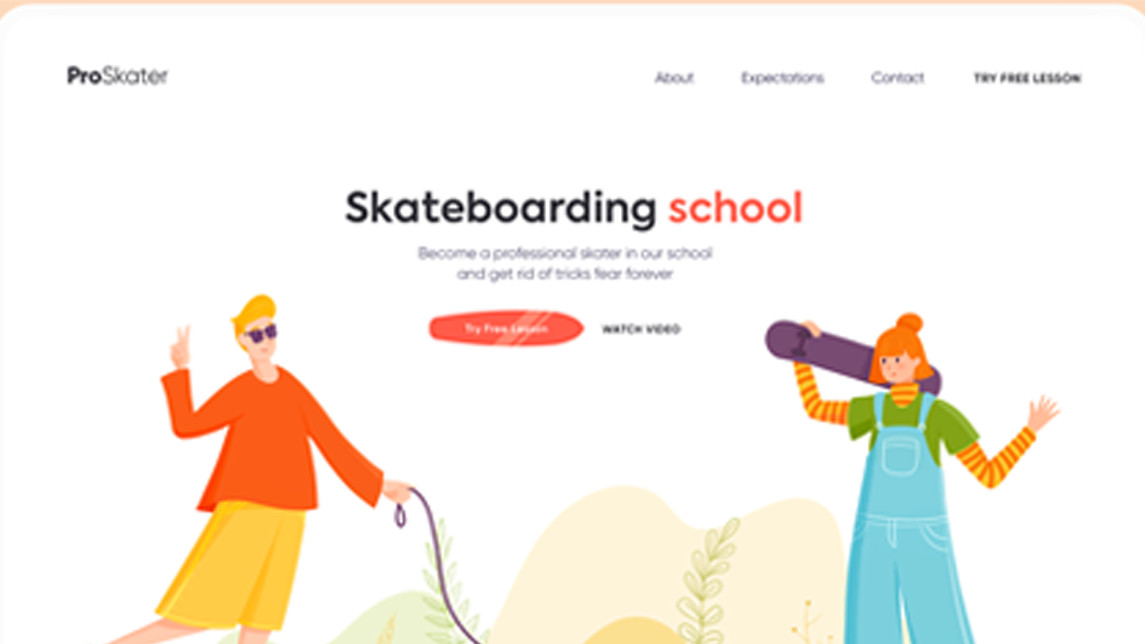 ProSkater
About Expectations Contact TRY FREE LESSON
Skateboarding school
Become a professional skater in our school
and get rid of tricks fear forever
Try Free Lesson WATCH VIDEO